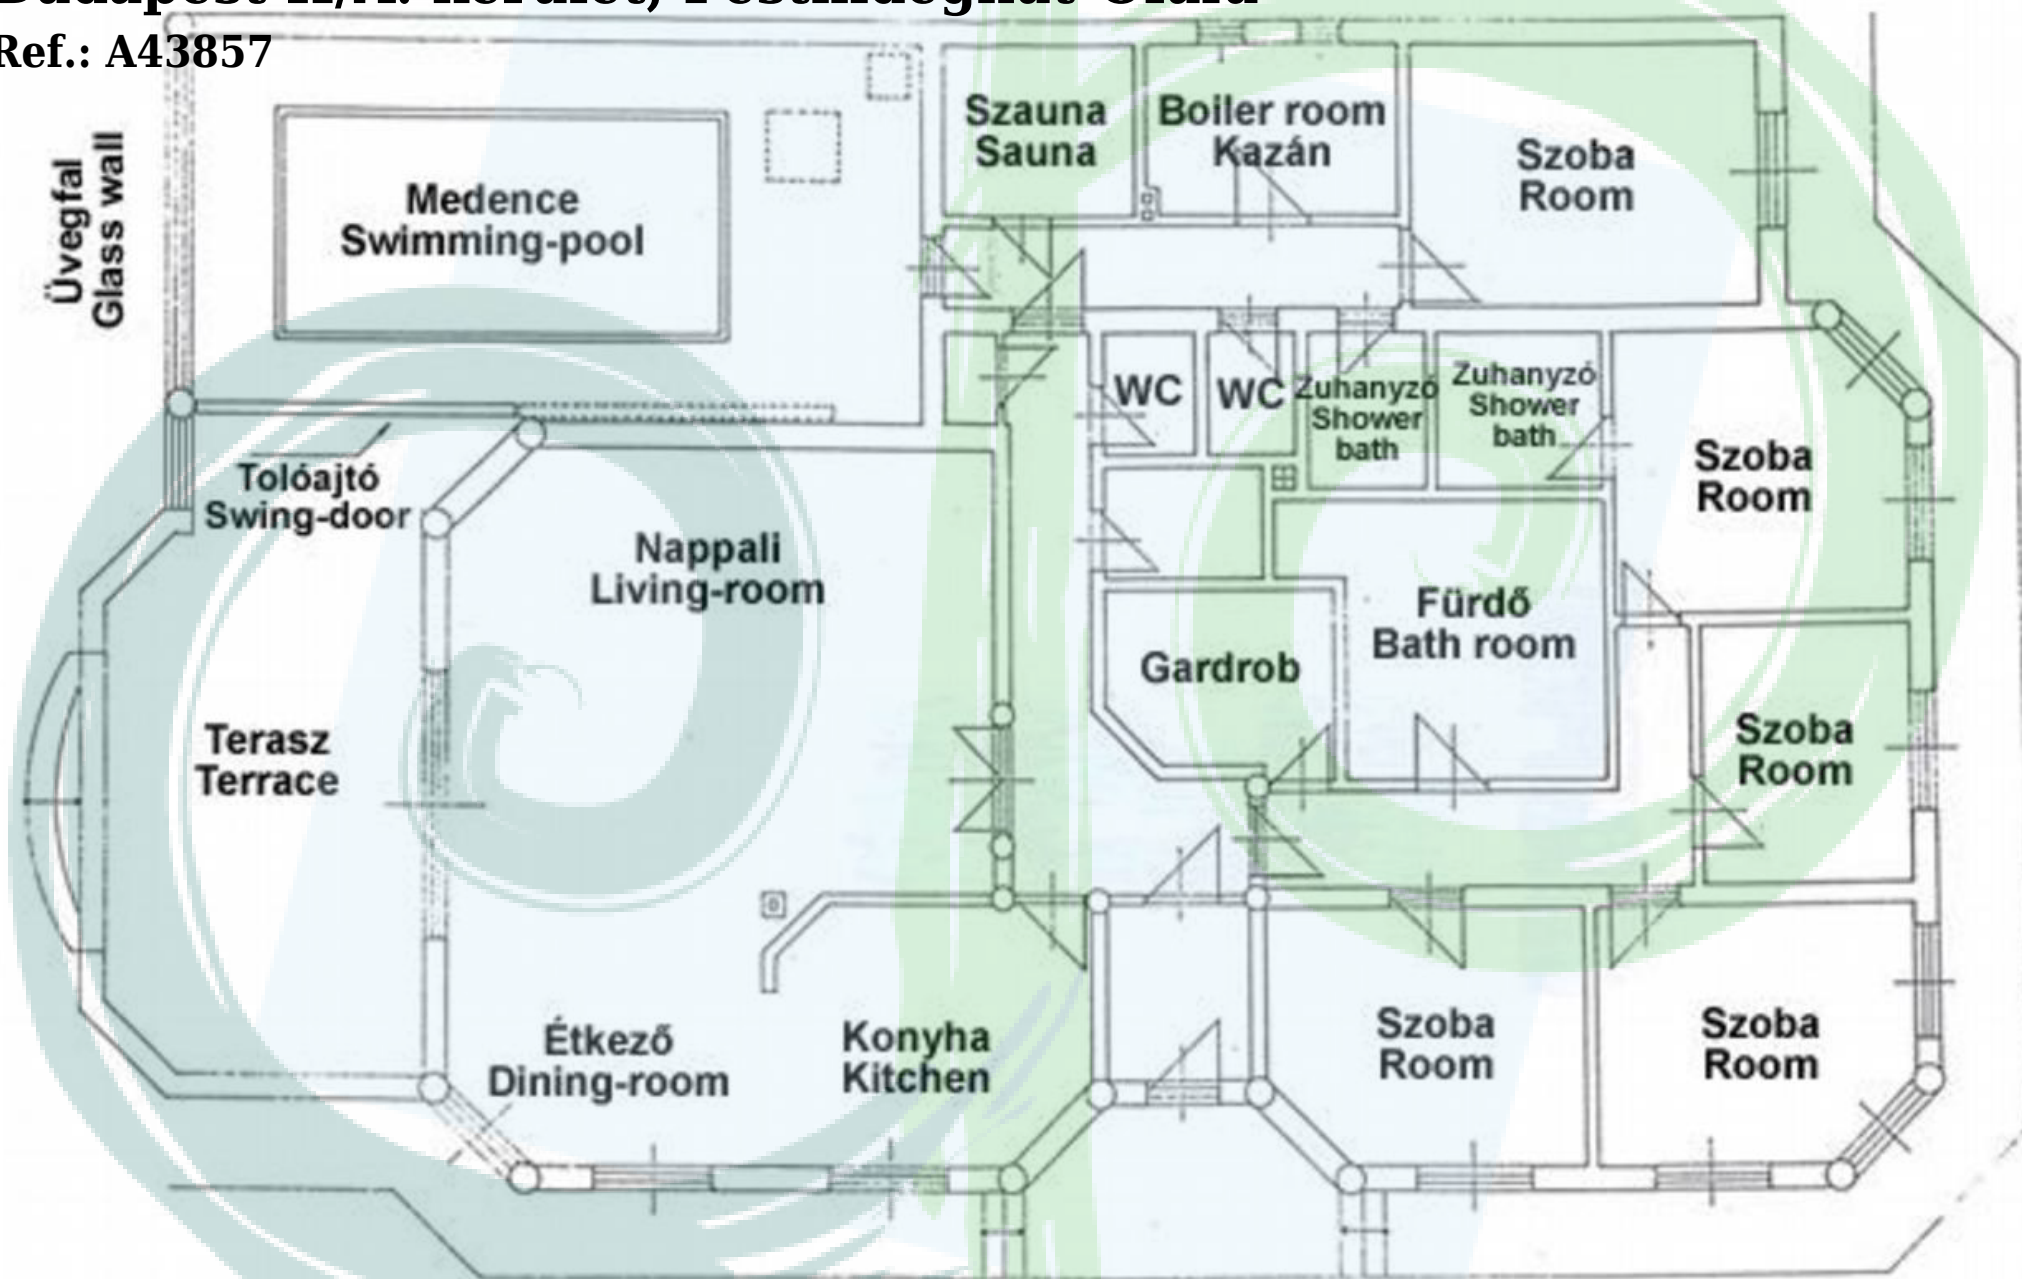 Ref.: A43857
Üvegfal
Glass wall
Medence
Swimming-pool
Szauna
Sauna
Boiler room
Kazán
Szoba
Room
WC
WC
Zuhanyzó
Shower
bath
Zuhanyzó
Shower
bath
Szoba
Room
Tolóajtó
Swing-door
Nappali
Living-room
Fürdő
Bath room
Gardrob
Terasz
Terrace
Szoba
Room
Étkező
Dining-room
Konyha
Kitchen
Szoba
Room
Szoba
Room